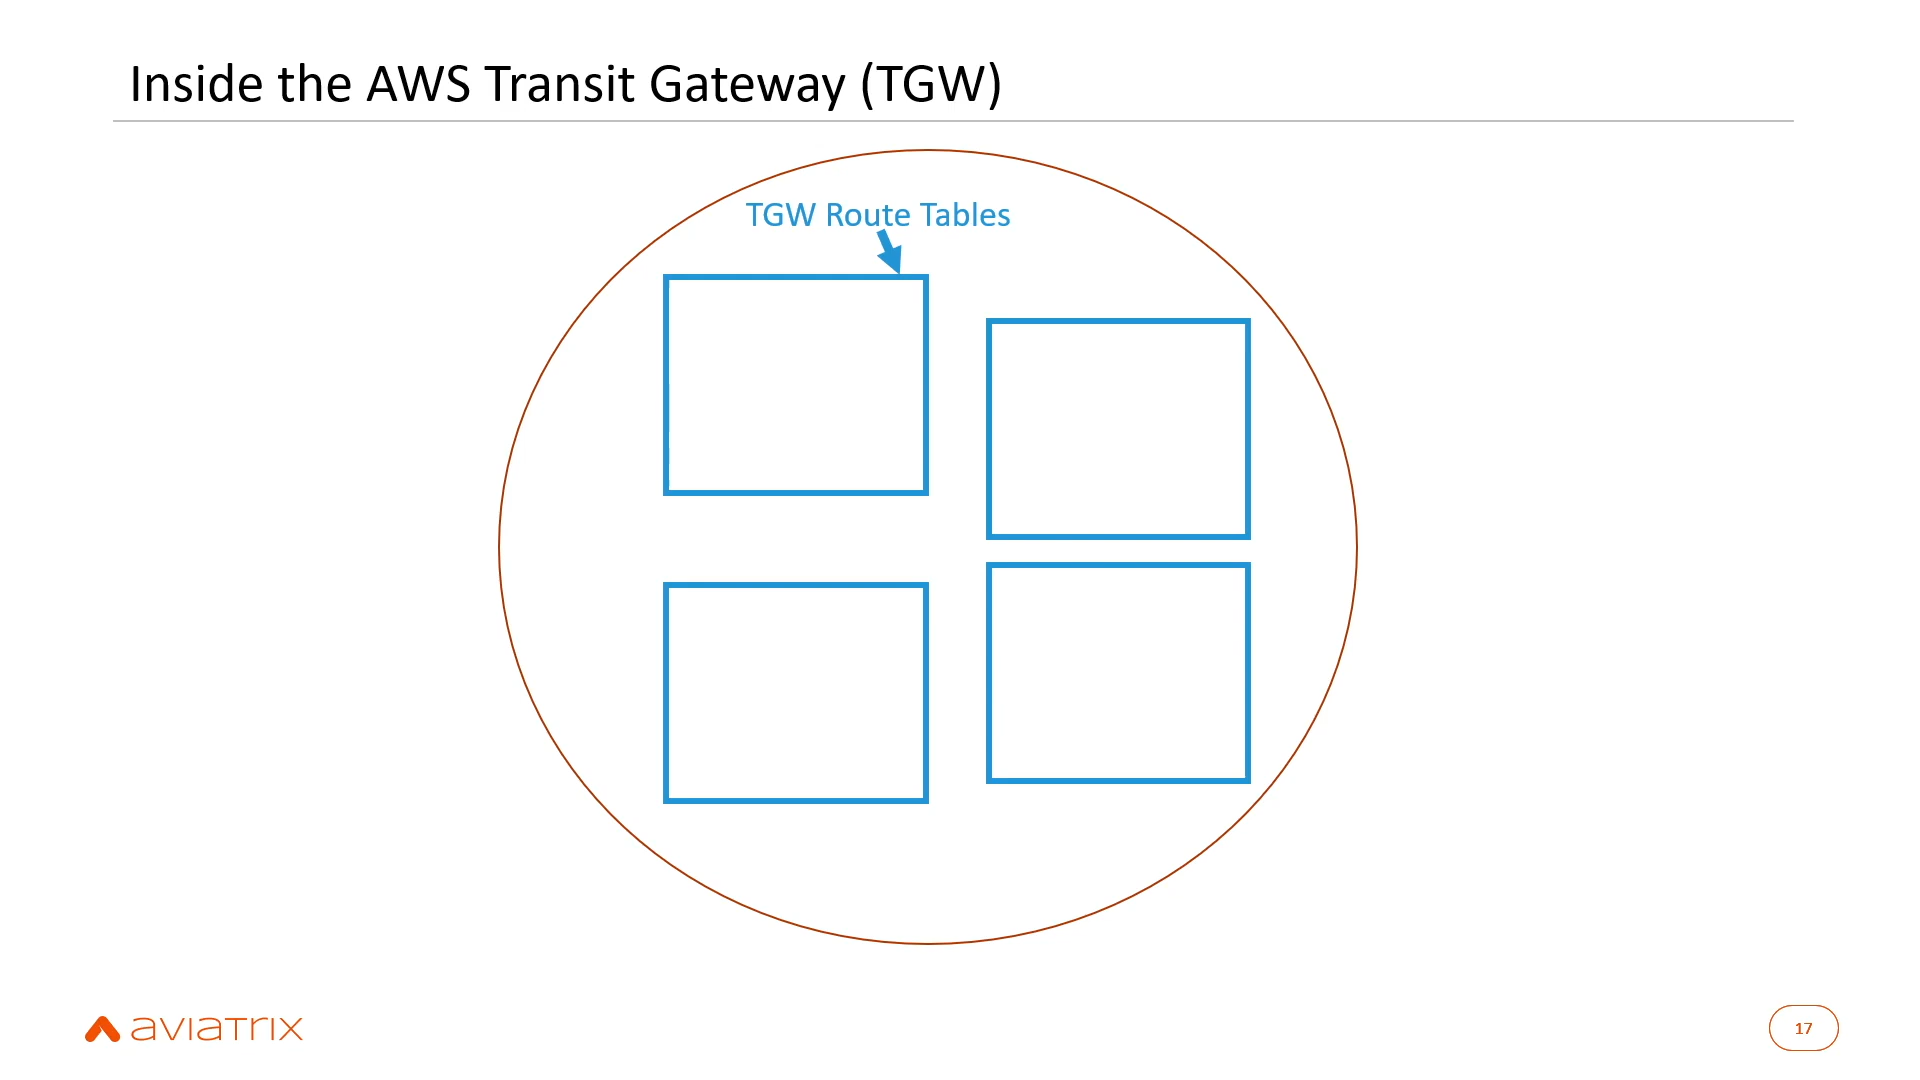 Inside the AWS Transit Gateway (TGW)
TGW Route Tables
aviatrix
17